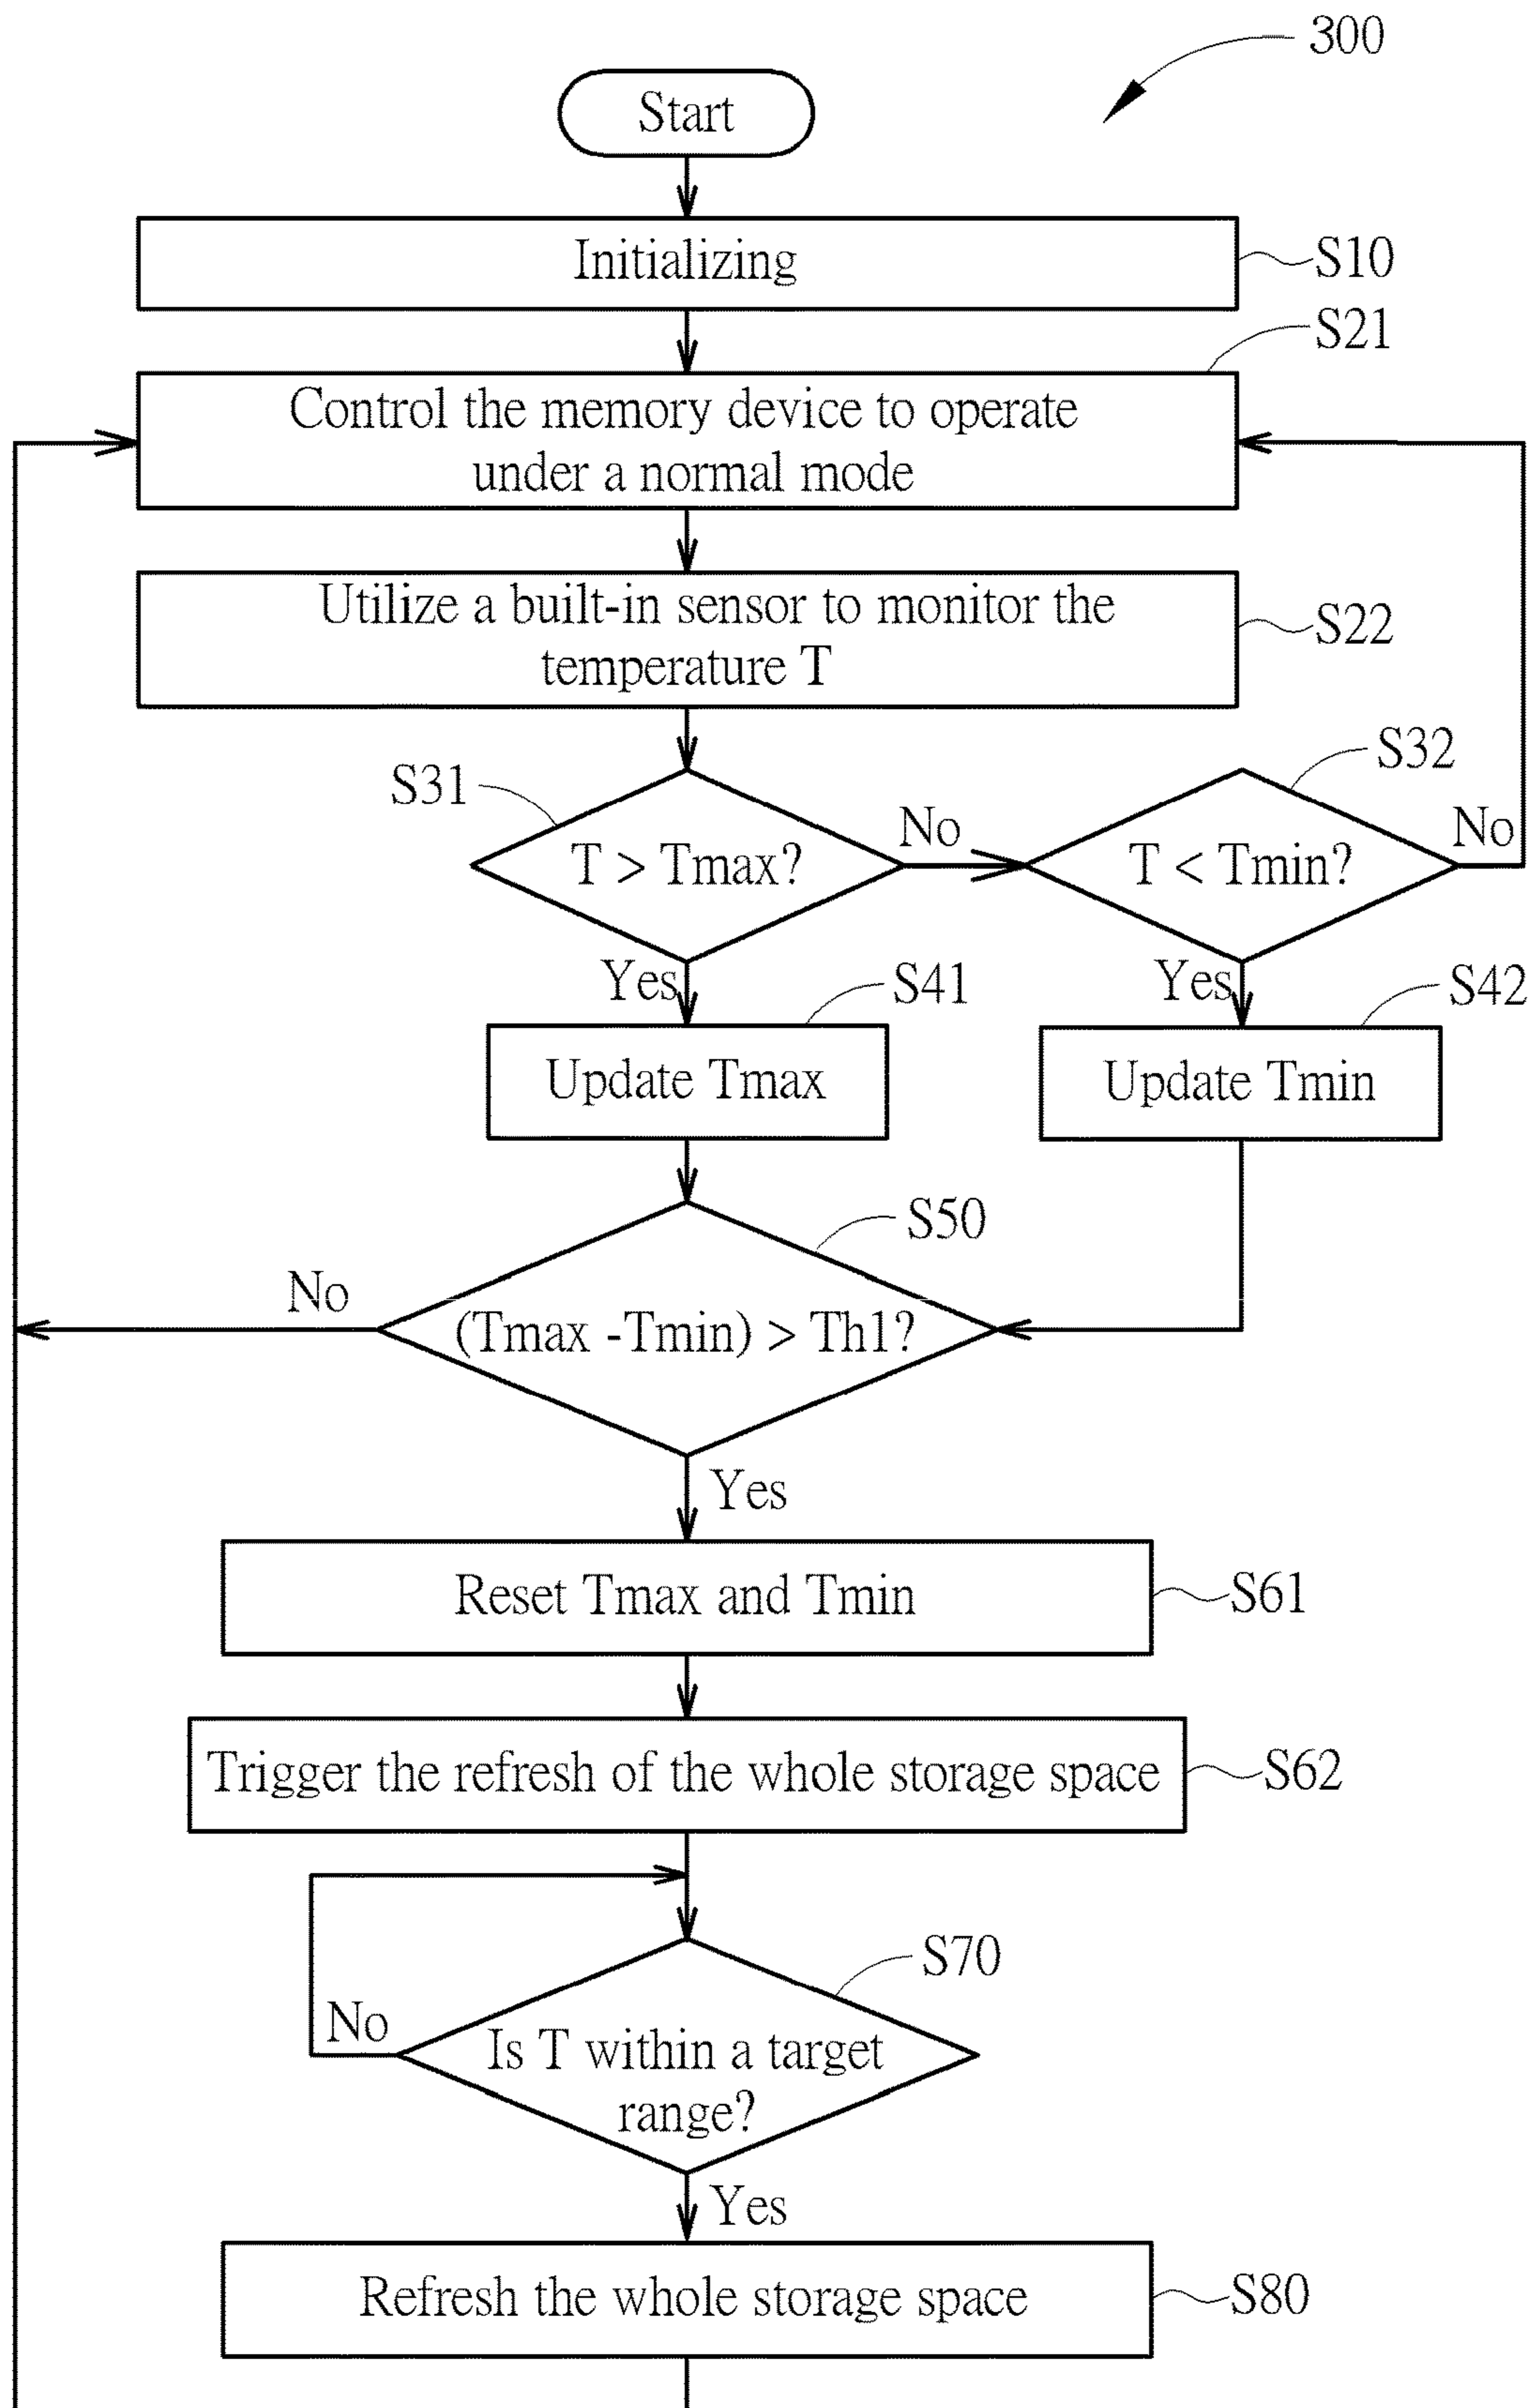 300
Start
Initializing
S10
S21
Control the memory device to operate
under a normal mode
Utilize a built-in sensor to monitor the
temperature T
S22
S31
T > Tmax?
No
S32
T < Tmin?
No
Yes
S41
Yes
S42
Update Tmax
Update Tmin
S50
No
(Tmax -Tmin) > Th1?
Yes
Reset Tmax and Tmin
S61
Trigger the refresh of the whole storage space
S62
S70
No
Is T within a target
range?
Yes
Refresh the whole storage space
S80